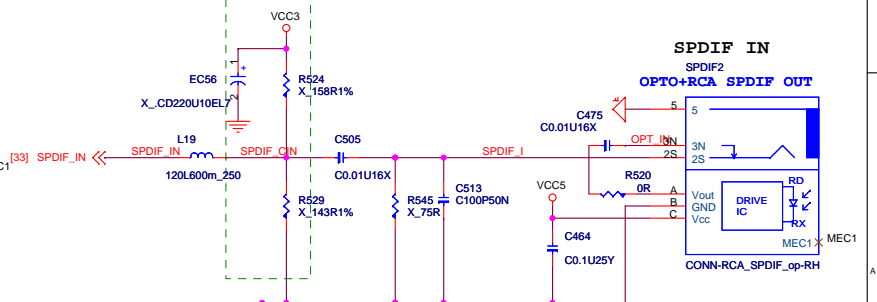 VCC3
SPDIF IN
SPDIF2
OPTO+RCA SPDIF OUT
1
+
EC56
X_.CD220U10EL7
2
R524
X_158R1%
C475
C0.01U16X
5
5
OPT_IN
3N
3N
2S
2S
[33]
SPDIF_IN
SPDIF_IN
L19
120L600m_250
SPDIF_CIN
C505
C0.01U16X
SPDIF_I
R529
X_143R1%
R545
X_75R
C513
C100P50N
VCC5
R520
0R
A
B
C
Vout
GND
Vcc
DRIVE
IC
RD
RX
C464
C0.1U25Y
MEC1
MEC1
CONN-RCA_SPDIF_op-RH
A